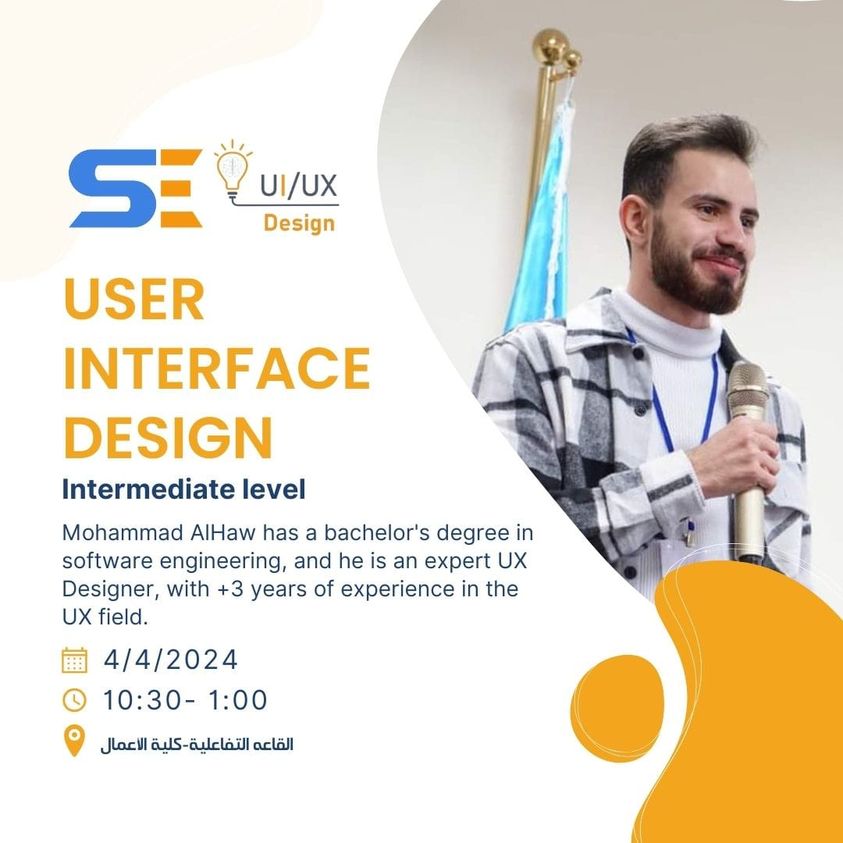 SE
UI/UX
Design
USER
INTERFACE
DESIGN
Intermediate level
Mohammad AlHaw has a bachelor's degree in
software engineering, and he is an expert UX
Designer, with +3 years of experience in the
UX field.
4/4/2024
10:30- 1:00
القاعه التفاعلية-كلية الاعمال